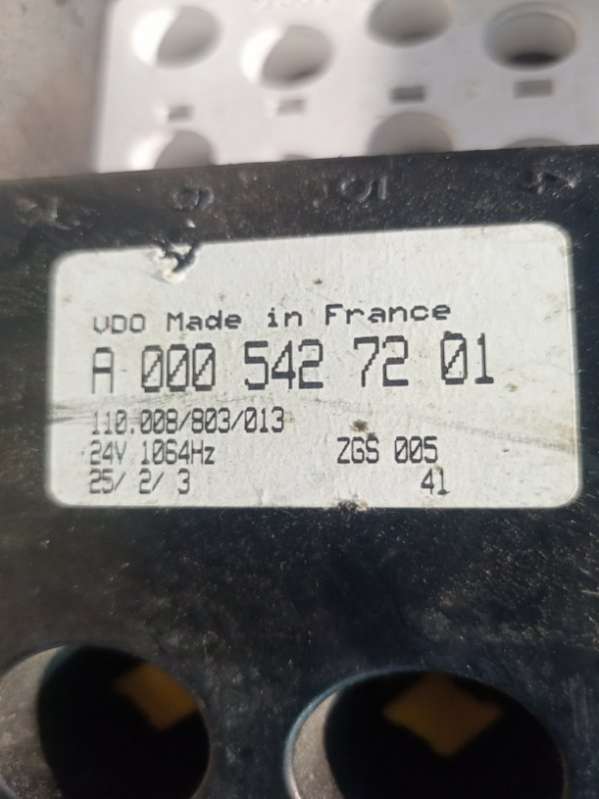 VDO Made in France
A 000 542 72 01
110.008/803/013
24V 1064Hz
ZGS 005
25/ 2/ 3
41